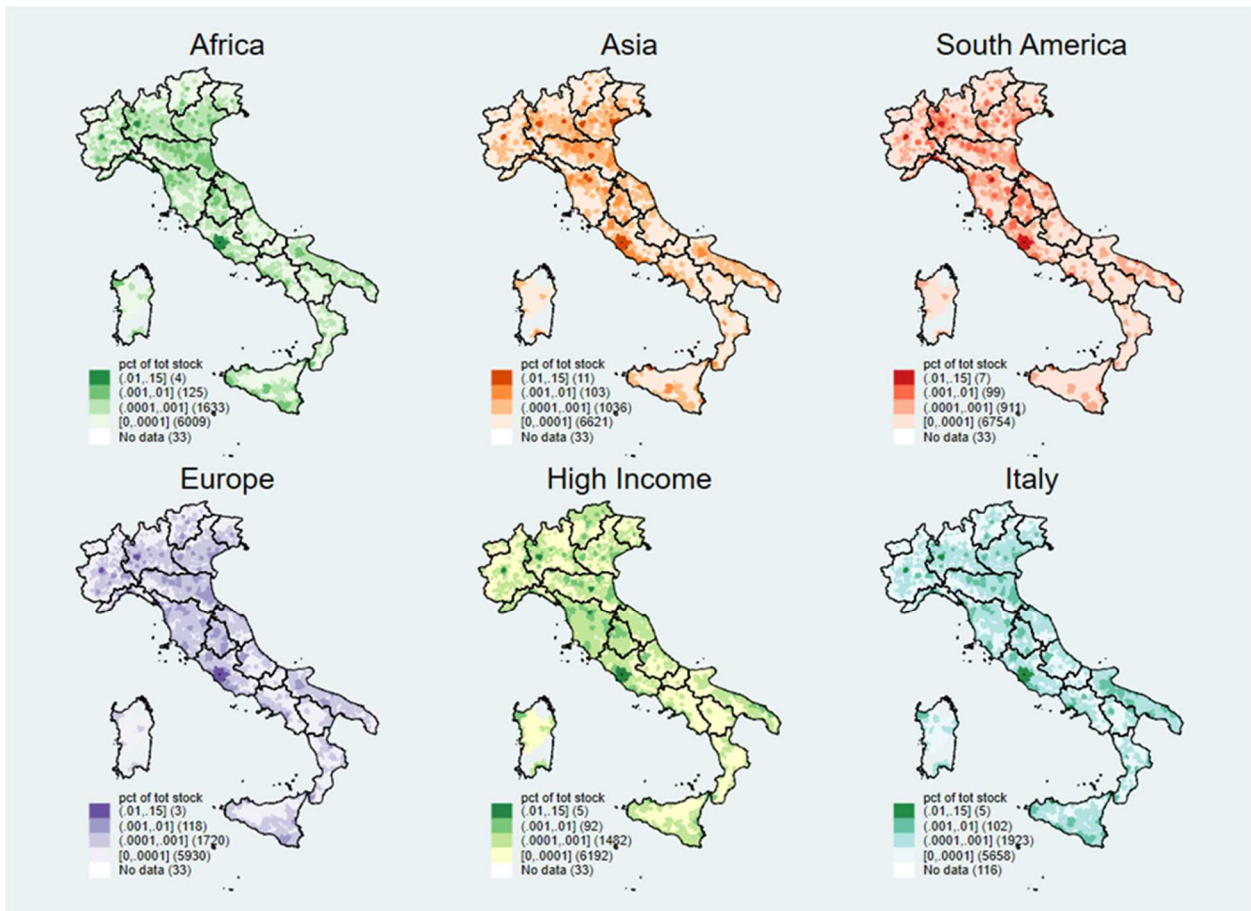 Africa
pct of tot stock
(.01,.15] (4)
(.001,.01] (125)
(.0001,.001] (1633)
[0,.0001] (6009)
No data (33)
Asia
pct of tot stock
(.01,.15] (11)
(.001,.01] (103)
(.0001,.001] (1036)
[0,.0001] (6621)
No data (33)
South America
pct of tot stock
(.01,.15] (7)
(.001,.01] (99)
(.0001,.001] (911)
[0,.0001] (6754)
No data (33)
Europe
pct of tot stock
(.01,.15] (3)
(.001,.01] (118)
(.0001,.001] (1720)
[0,.0001] (5930)
No data (33)
High Income
pct of tot stock
(.01,.15] (5)
(.001,.01] (92)
(.0001,.001] (1482)
[0,.0001] (6192)
No data (33)
Italy
pct of tot stock
(.01,.15] (5)
(.001,.01] (102)
(.0001,.001] (1923)
[0,.0001] (5658)
No data (116)